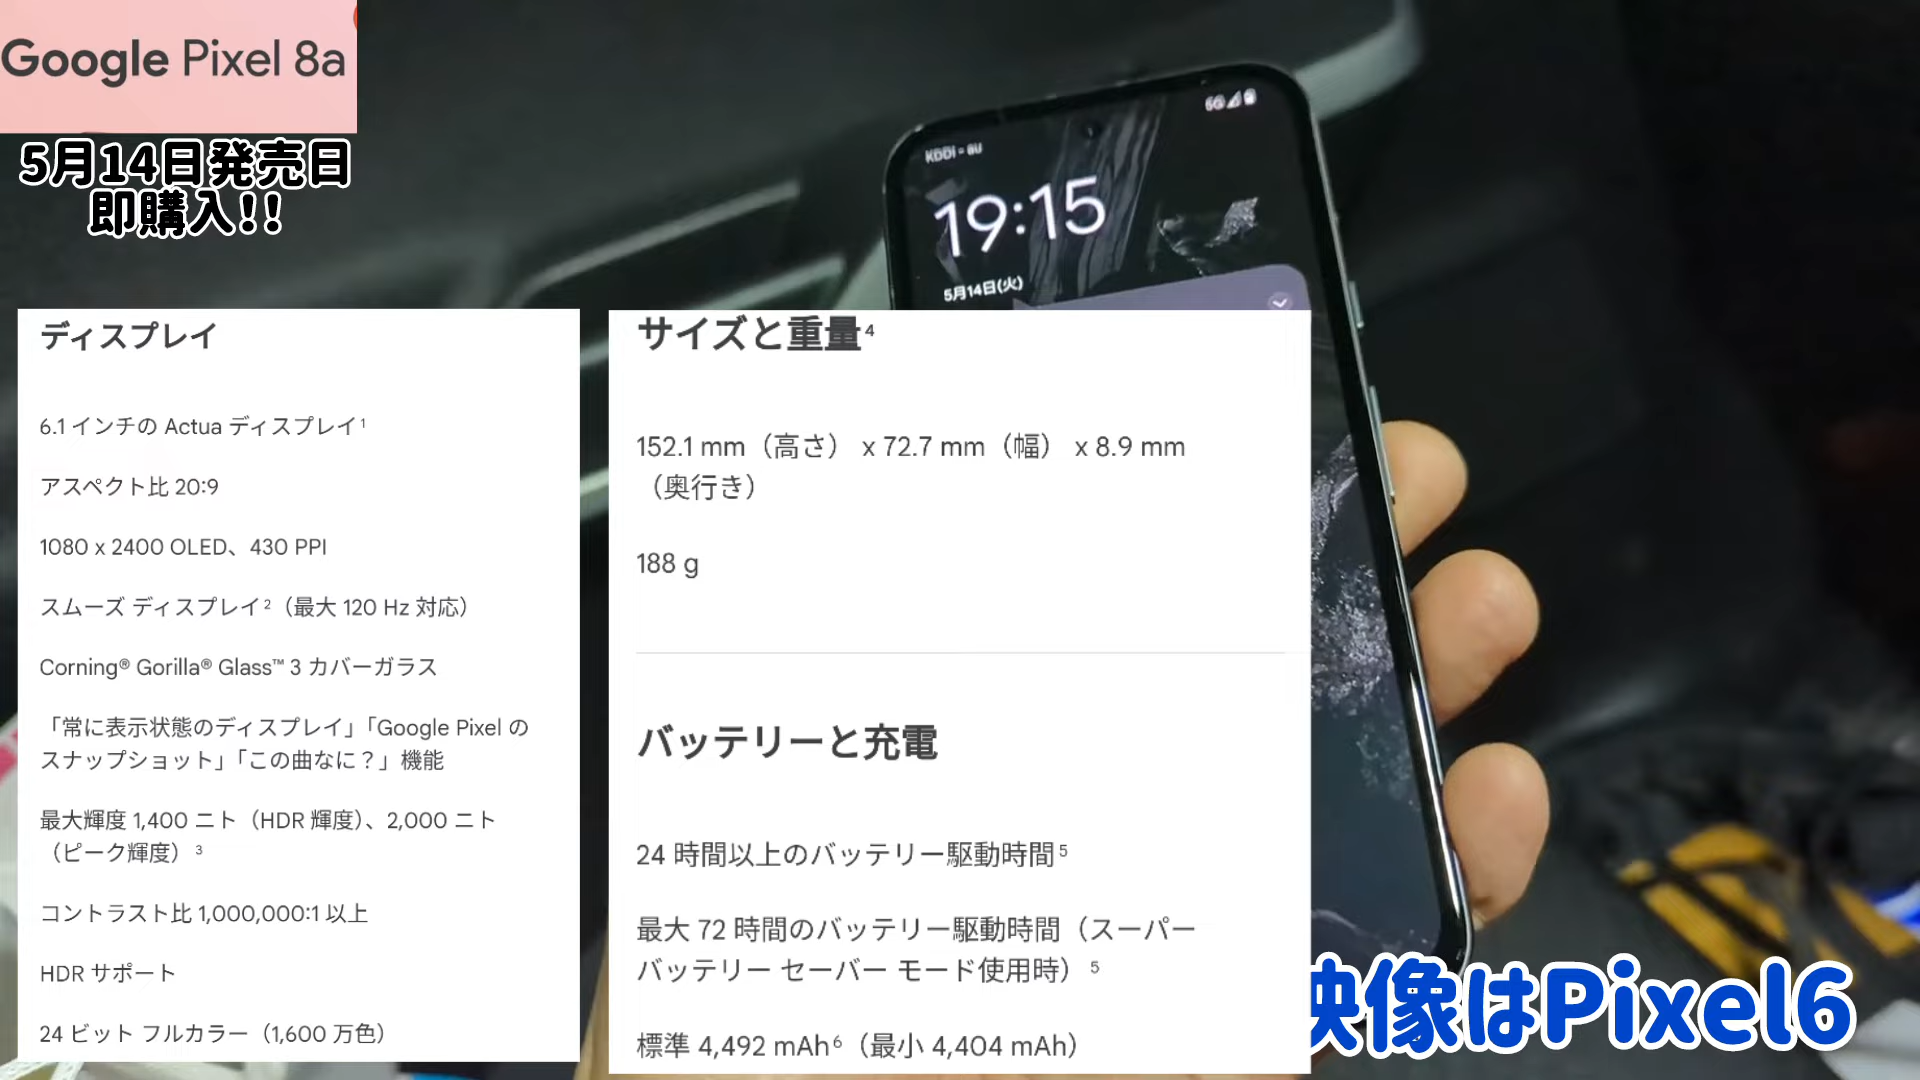 Google Pixel 8a
5月14日発売日
即購入!!
5G
KDDI - au
19:15
5月14日(火)
ディスプレイ
6.1 インチの Actua ディスプレイ¹
アスペクト比 20:9
1080 x 2400 OLED、430 PPI
スムーズ ディスプレイ²（最大 120 Hz 対応）
Corning® Gorilla® Glass™ 3 カバーガラス
「常に表示状態のディスプレイ」「Google Pixel の
スナップショット」「この曲なに？」機能
最大輝度 1,400 ニト（HDR 輝度）、2,000 ニト
（ピーク輝度）³
コントラスト比 1,000,000:1 以上
HDR サポート
24 ビット フルカラー（1,600 万色）
サイズと重量⁴
152.1 mm（高さ） x 72.7 mm（幅） x 8.9 mm
（奥行き）
188 g
バッテリーと充電
24 時間以上のバッテリー駆動時間⁵
最大 72 時間のバッテリー駆動時間（スーパー
バッテリー セーバー モード使用時）⁵
標準 4,492 mAh⁶（最小 4,404 mAh）
映像はPixel6